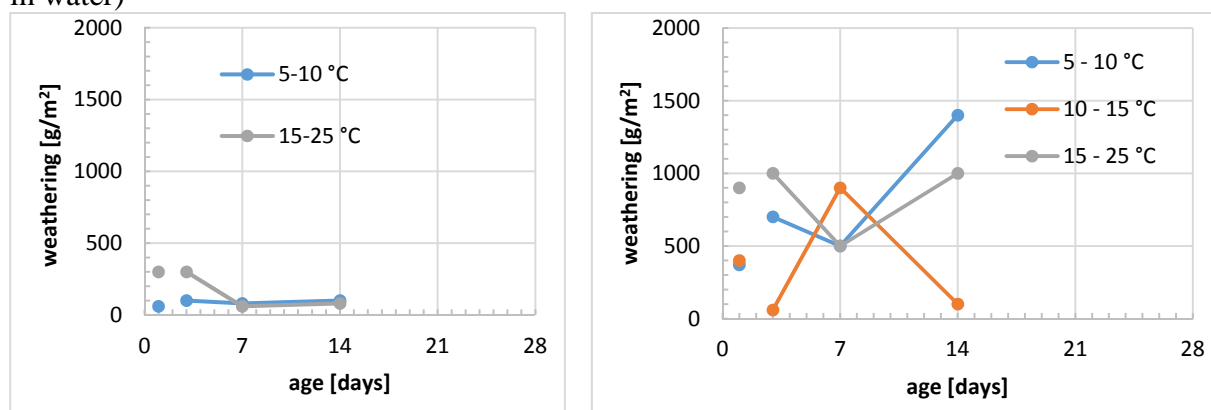 in water)
2000
1500
1000
500
0
0 7 14 21 28
weathering [g/m²]
age [days]
5-10 °C
15-25 °C
2000
1500
1000
500
0
0 7 14 21 28
weathering [g/m²]
age [days]
5 - 10 °C
10 - 15 °C
15 - 25 °C